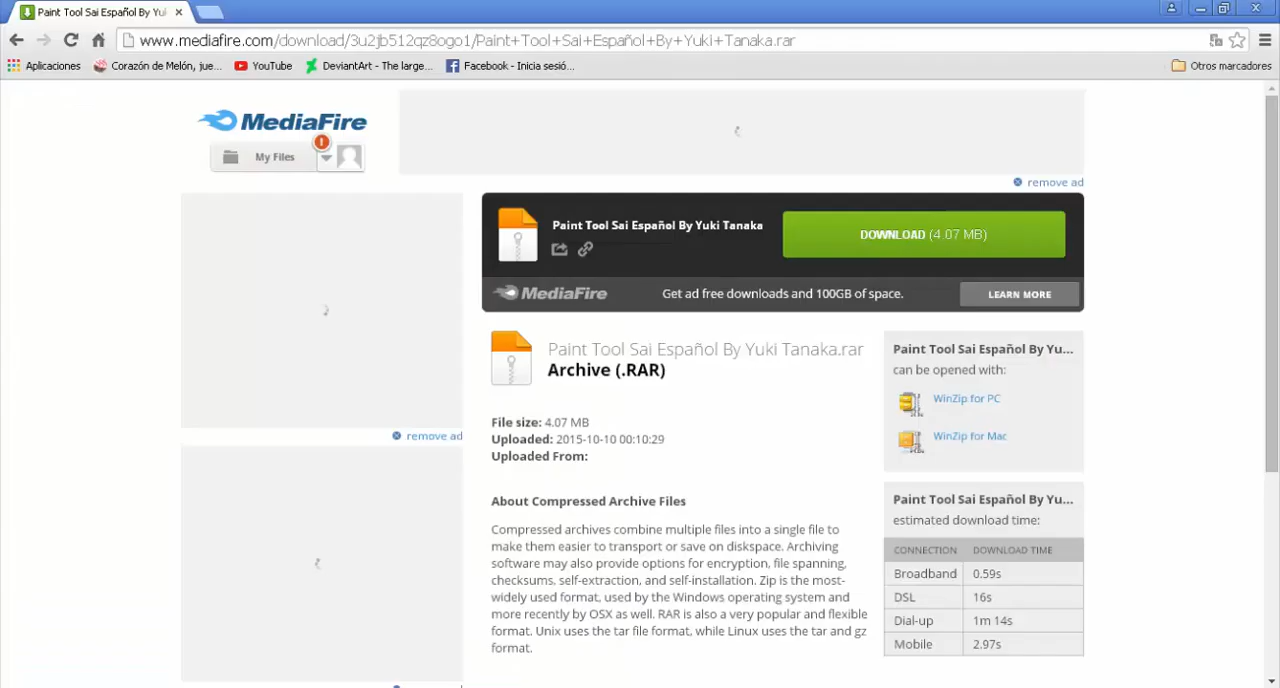 Paint Tool Sai Español By Yu
www.mediafire.com/download/3u2jb512qz8ogo1/Paint+Tool+Sai+Español+By+Yuki+Tanaka.rar
Aplicaciones Corazón de Melón, jue... YouTube DeviantArt - The large... Facebook - Inicia sesió... Otros marcadores
MediaFire
My Files
remove ad
Paint Tool Sai Español By Yuki Tanaka
DOWNLOAD (4.07 MB)
MediaFire Get ad free downloads and 100GB of space. LEARN MORE
Paint Tool Sai Español By Yuki Tanaka.rar
Archive (.RAR)
File size: 4.07 MB
Uploaded: 2015-10-10 00:10:29
Uploaded From:
remove ad
About Compressed Archive Files
Compressed archives combine multiple files into a single file to
make them easier to transport or save on diskspace. Archiving
software may also provide options for encryption, file spanning,
checksums, self-extraction, and self-installation. Zip is the most-
widely used format, used by the Windows operating system and
more recently by OSX as well. RAR is also a very popular and flexible
format. Unix uses the tar file format, while Linux uses the tar and gz
format.
Paint Tool Sai Español By Yu...
can be opened with:
WinZip for PC
WinZip for Mac
Paint Tool Sai Español By Yu...
estimated download time:
CONNECTION DOWNLOAD TIME
Broadband 0.59s
DSL 16s
Dial-up 1m 14s
Mobile 2.97s